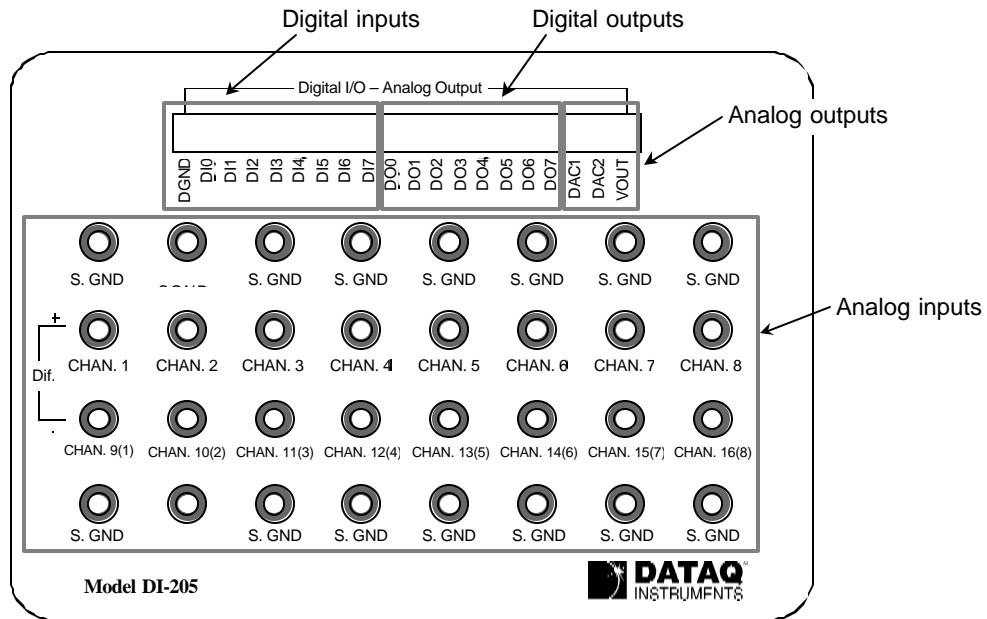 Digital inputs Digital outputs
Digital I/O – Analog Output
Analog outputs
DGND DI0 DI1 DI2 DI3 DI4 DI5 DI6 DI7 DO0 DO1 DO2 DO3 DO4 DO5 DO6 DO7 DAC1 DAC2 VOUT
S. GND S. GND S. GND S. GND S. GND S. GND S. GND
Analog inputs
+
CHAN. 1 CHAN. 2 CHAN. 3 CHAN. 4 CHAN. 5 CHAN. 6 CHAN. 7 CHAN. 8
Dif.
-
CHAN. 9(1) CHAN. 10(2) CHAN. 11(3) CHAN. 12(4) CHAN. 13(5) CHAN. 14(6) CHAN. 15(7) CHAN. 16(8)
S. GND S. GND S. GND S. GND S. GND S. GND S. GND
Model DI-205
DATAQ
INSTRUMENTS